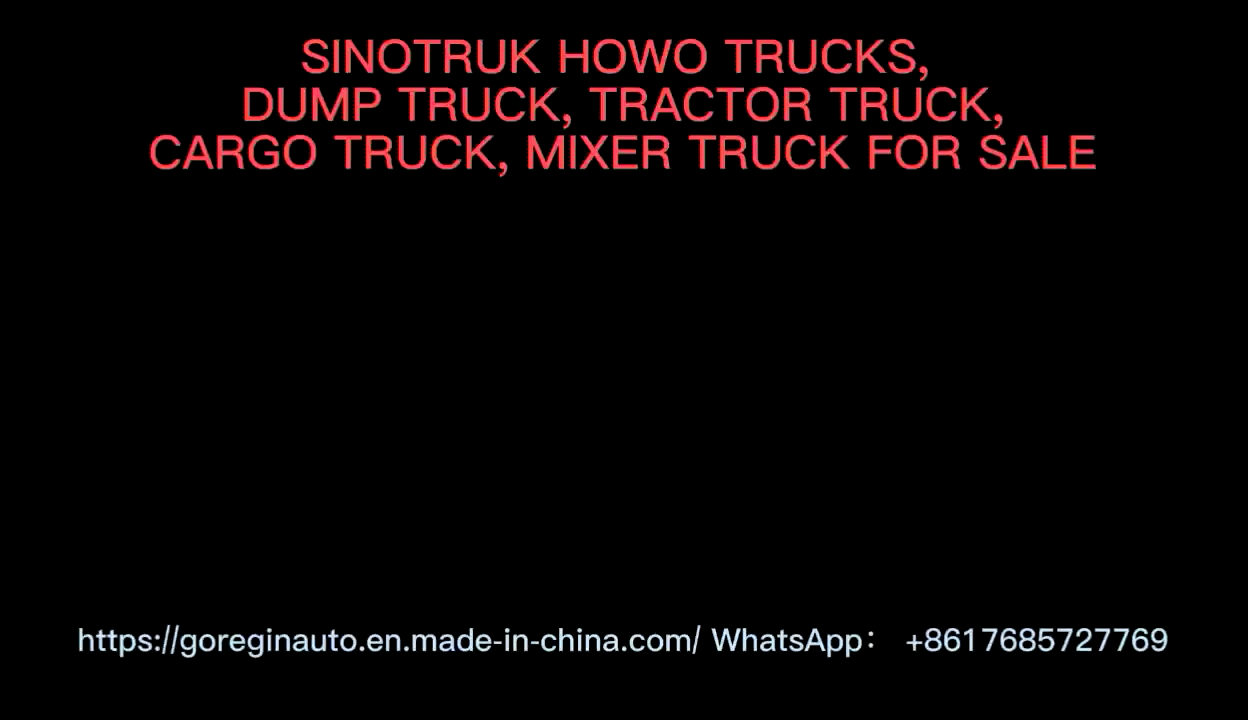 SINOTRUK HOWO TRUCKS,
DUMP TRUCK, TRACTOR TRUCK,
CARGO TRUCK, MIXER TRUCK FOR SALE
https://goreginauto.en.made-in-china.com/ WhatsApp： +8617685727769